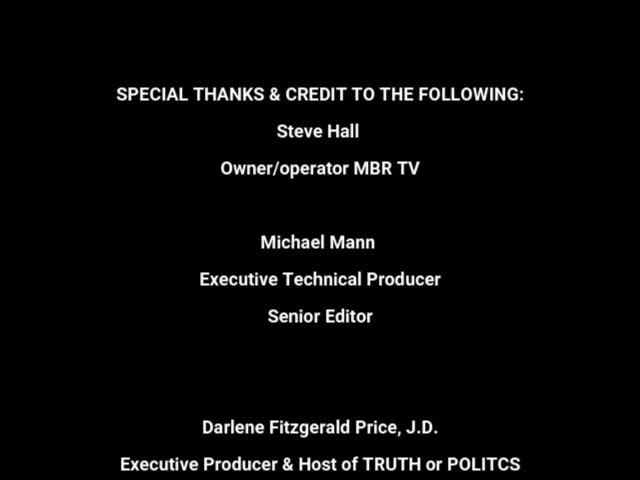 SPECIAL THANKS & CREDIT TO THE FOLLOWING:
Steve Hall
Owner/operator MBR TV
Michael Mann
Executive Technical Producer
Senior Editor
Darlene Fitzgerald Price, J.D.
Executive Producer & Host of TRUTH or POLITCS